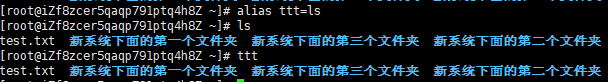 [root@iZf8zcer5qaqp791ptq4h8Z ~]# alias ttt=ls
[root@iZf8zcer5qaqp791ptq4h8Z ~]# ls
test.txt 新系统下面的第一个文件夹 新系统下面的第三个文件夹 新系统下面的第二个文件夹
[root@iZf8zcer5qaqp791ptq4h8Z ~]# ttt
test.txt 新系统下面的第一个文件夹 新系统下面的第三个文件夹 新系统下面的第二个文件夹